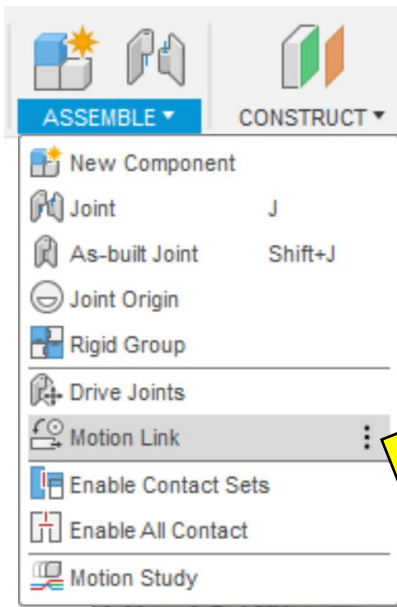 ASSEMBLE CONSTRUCT
New Component
Joint J
As-built Joint Shift+J
Joint Origin
Rigid Group
Drive Joints
Motion Link
Enable Contact Sets
Enable All Contact
Motion Study